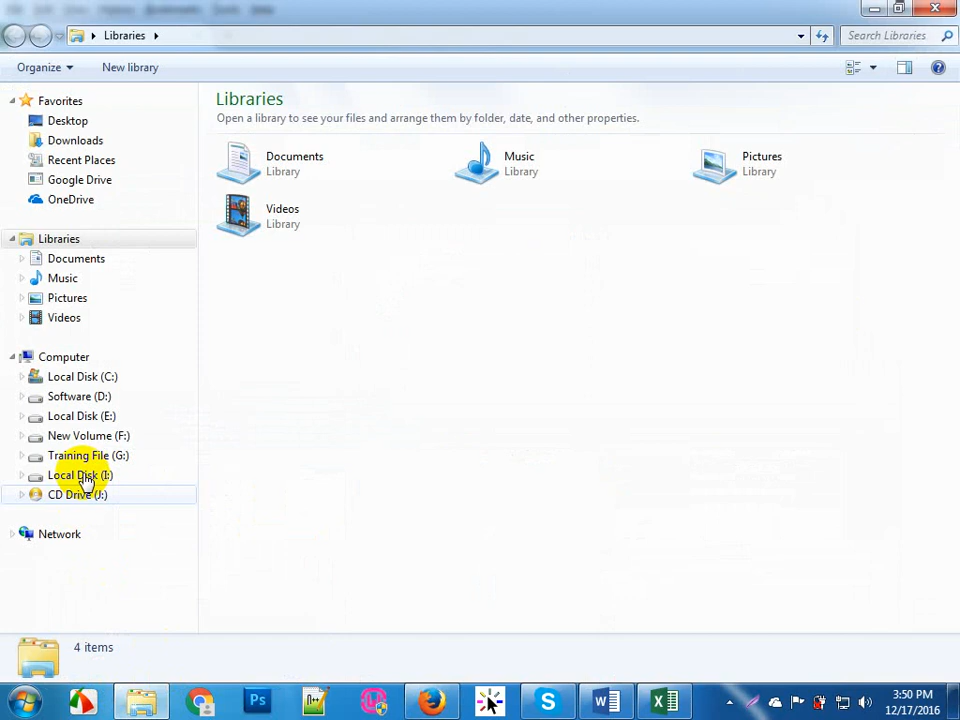 Libraries
Search Libraries
Organize
New library
Favorites
Desktop
Downloads
Recent Places
Google Drive
OneDrive
Libraries
Documents
Music
Pictures
Videos
Computer
Local Disk (C:)
Software (D:)
Local Disk (E:)
New Volume (F:)
Training File (G:)
Local Disk (I:)
CD Drive (J:)
Network
Libraries
Open a library to see your files and arrange them by folder, date, and other properties.
Documents
Library
Music
Library
Pictures
Library
Videos
Library
4 items
Ps
3:50 PM
12/17/2016